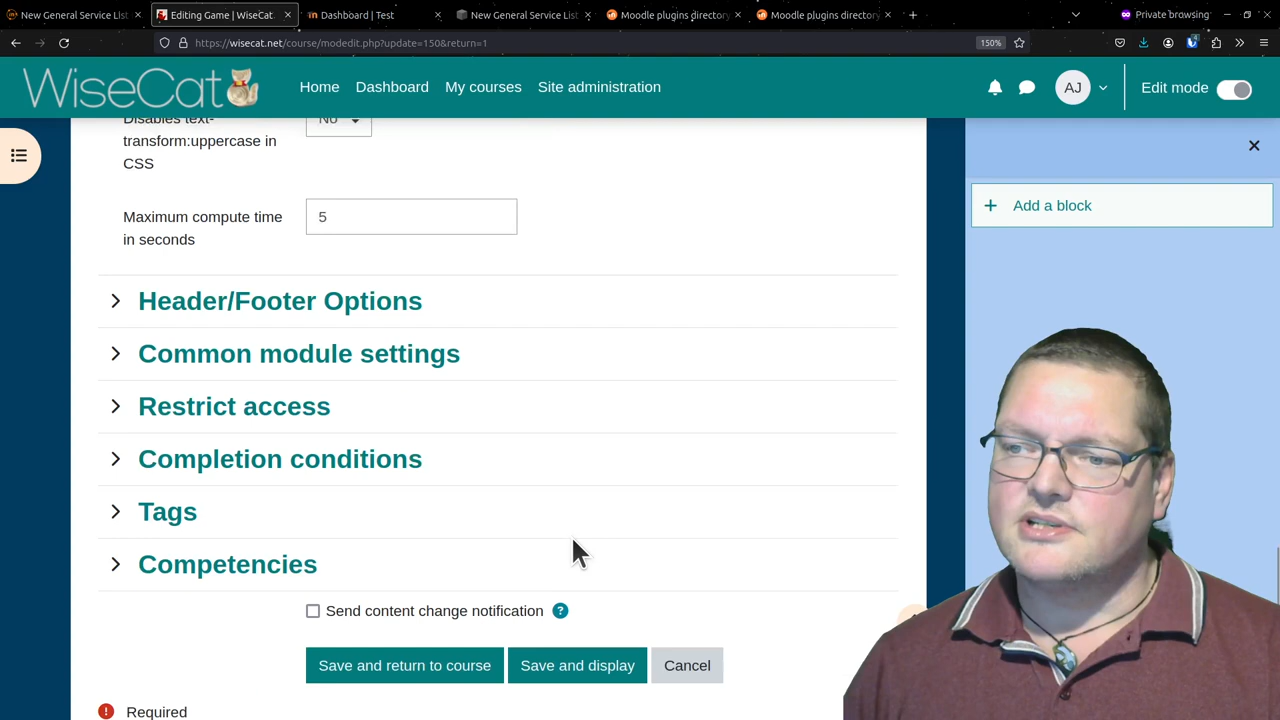 New General Service List
Editing Game | WiseCat
Dashboard | Test
New General Service List
Moodle plugins directory
Moodle plugins directory
Private browsing
https://wisecat.net/course/modedit.php?update=150&return=1
150%
WiseCat
Home
Dashboard
My courses
Site administration
AJ
Edit mode
Disables text-
transform:uppercase in
CSS
No
Maximum compute time
in seconds
5
Add a block
Header/Footer Options
Common module settings
Restrict access
Completion conditions
Tags
Competencies
Send content change notification
?
Save and return to course
Save and display
Cancel
Required